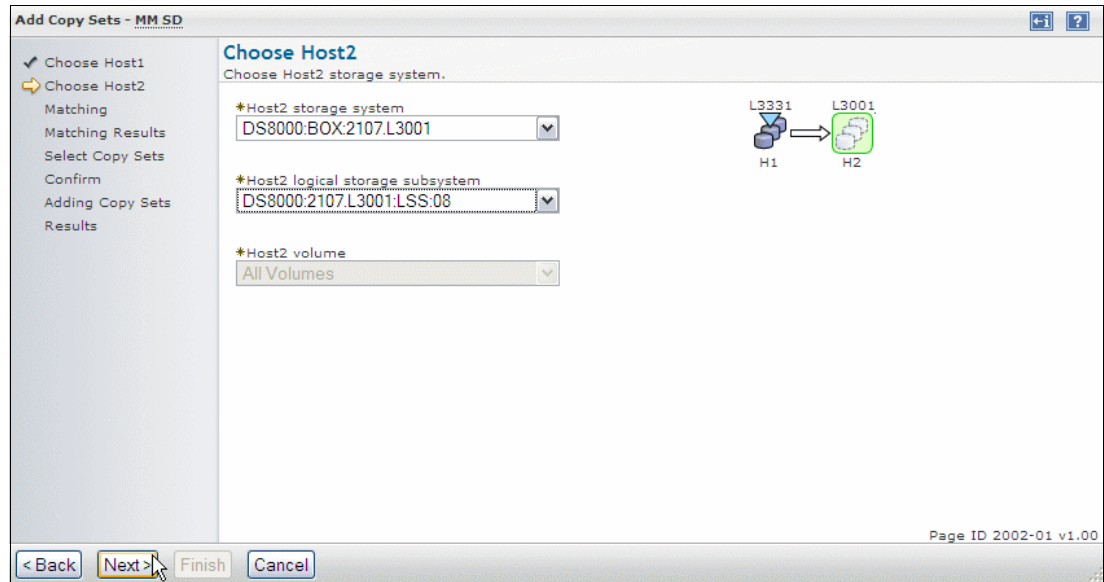 Add Copy Sets - MM SD
?
Choose Host1
Choose Host2
Matching
Matching Results
Select Copy Sets
Confirm
Adding Copy Sets
Results
Choose Host2
Choose Host2 storage system.
*Host2 storage system
DS8000:BOX:2107.L3001
*Host2 logical storage subsystem
DS8000:2107.L3001:LSS:08
*Host2 volume
All Volumes
L3331 L3001
H1 H2
Page ID 2002-01 v1.00
< Back Next > Finish Cancel